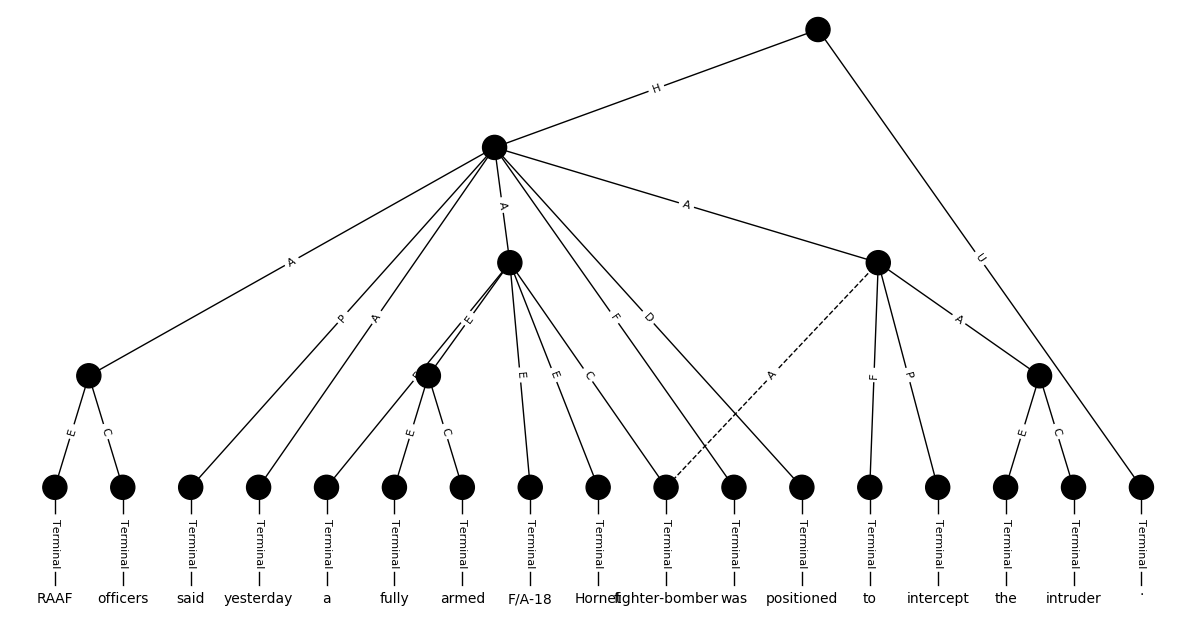 H
A
A
A
U
P
A
E
F
D
E
E
E
C
A
F
P
A
E
C
E
C
E
C
Terminal Terminal Terminal Terminal Terminal Terminal Terminal Terminal Terminal Terminal Terminal Terminal Terminal Terminal Terminal Terminal Terminal
RAAF officers said yesterday a fully armed F/A-18 Hornet fighter-bomber was positioned to intercept the intruder .